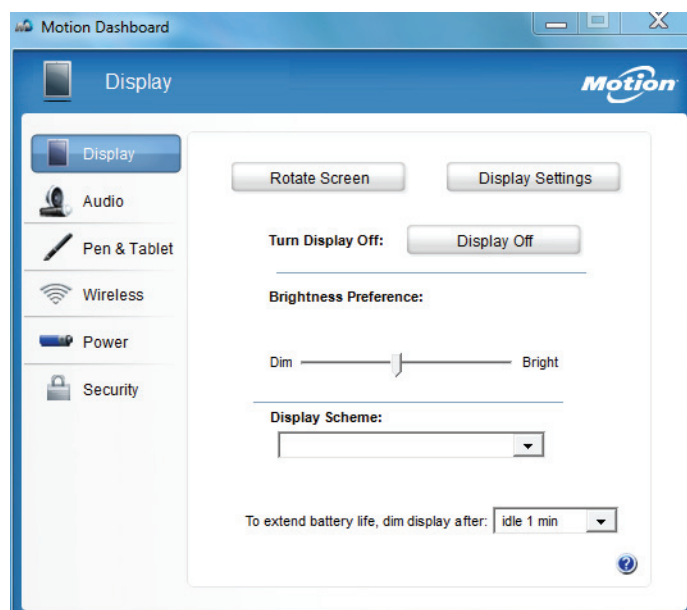 Motion Dashboard
Display
Motion
Display
Audio
Pen & Tablet
Wireless
Power
Security
Rotate Screen
Display Settings
Turn Display Off:
Display Off
Brightness Preference:
Dim
Bright
Display Scheme:
To extend battery life, dim display after: idle 1 min
?